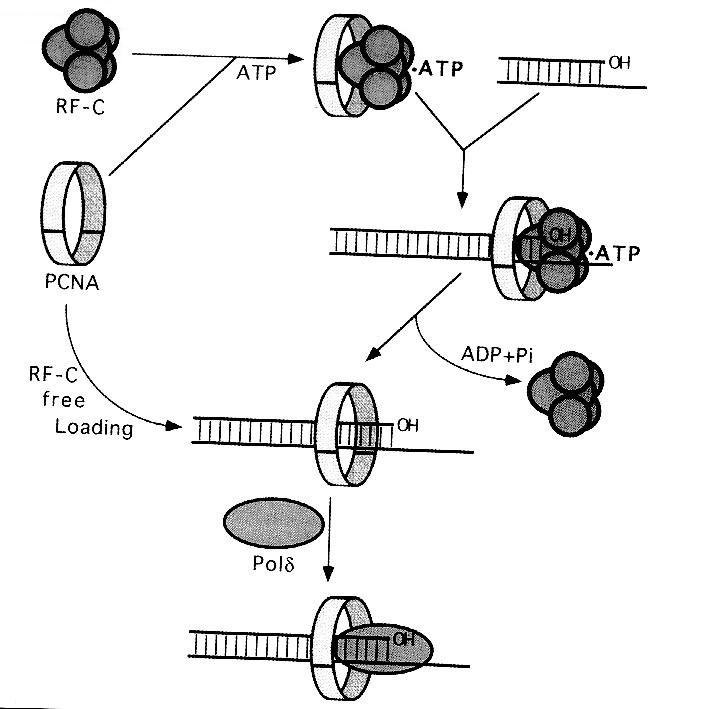 RF-C
ATP
·ATP
OH
PCNA
OH
·ATP
RF-C
free
Loading
ADP+Pi
OH
Polδ
OH